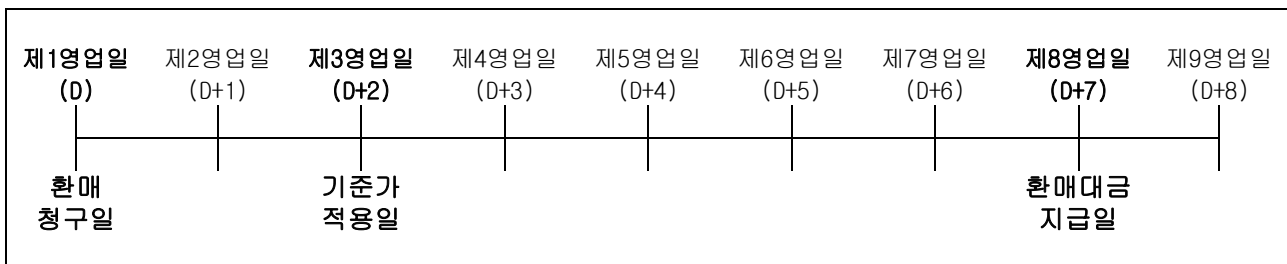 제1영업일 제2영업일 제3영업일 제4영업일 제5영업일 제6영업일 제7영업일 제8영업일 제9영업일
(D) (D+1) (D+2) (D+3) (D+4) (D+5) (D+6) (D+7) (D+8)
환매 기준가 환매대금
청구일 적용일 지급일